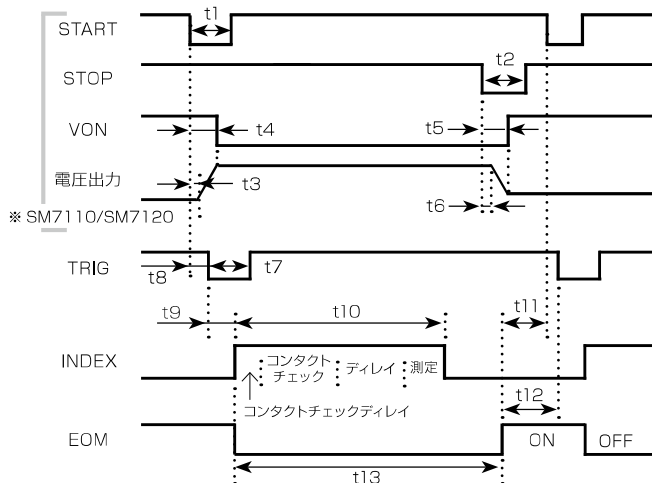 START
t1
STOP
t2
VON
t4
t5
電圧出力
t3
t6
※ SM7110/SM7120
TRIG
t8
t7
t9
t10
t11
INDEX
コンタクト
チェック
ディレイ
測定
コンタクトチェックディレイ
t12
EOM
ON
OFF
t13